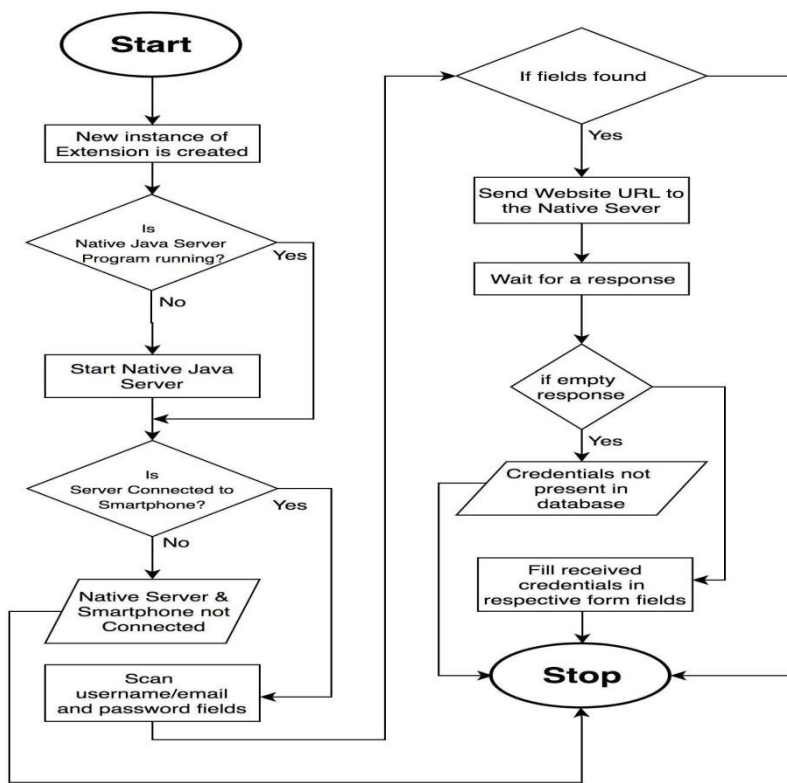 Start
New instance of
Extension is created
Is
Native Java Server
Program running?
Yes
No
Start Native Java
Server
Is
Server Connected to
Smartphone?
Yes
No
Native Server &
Smartphone not
Connected
Scan
username/email
and password fields
If fields found
Yes
Send Website URL to
the Native Sever
Wait for a response
if empty
response
Yes
Credentials not
present in
database
Fill received
credentials in
respective form fields
Stop